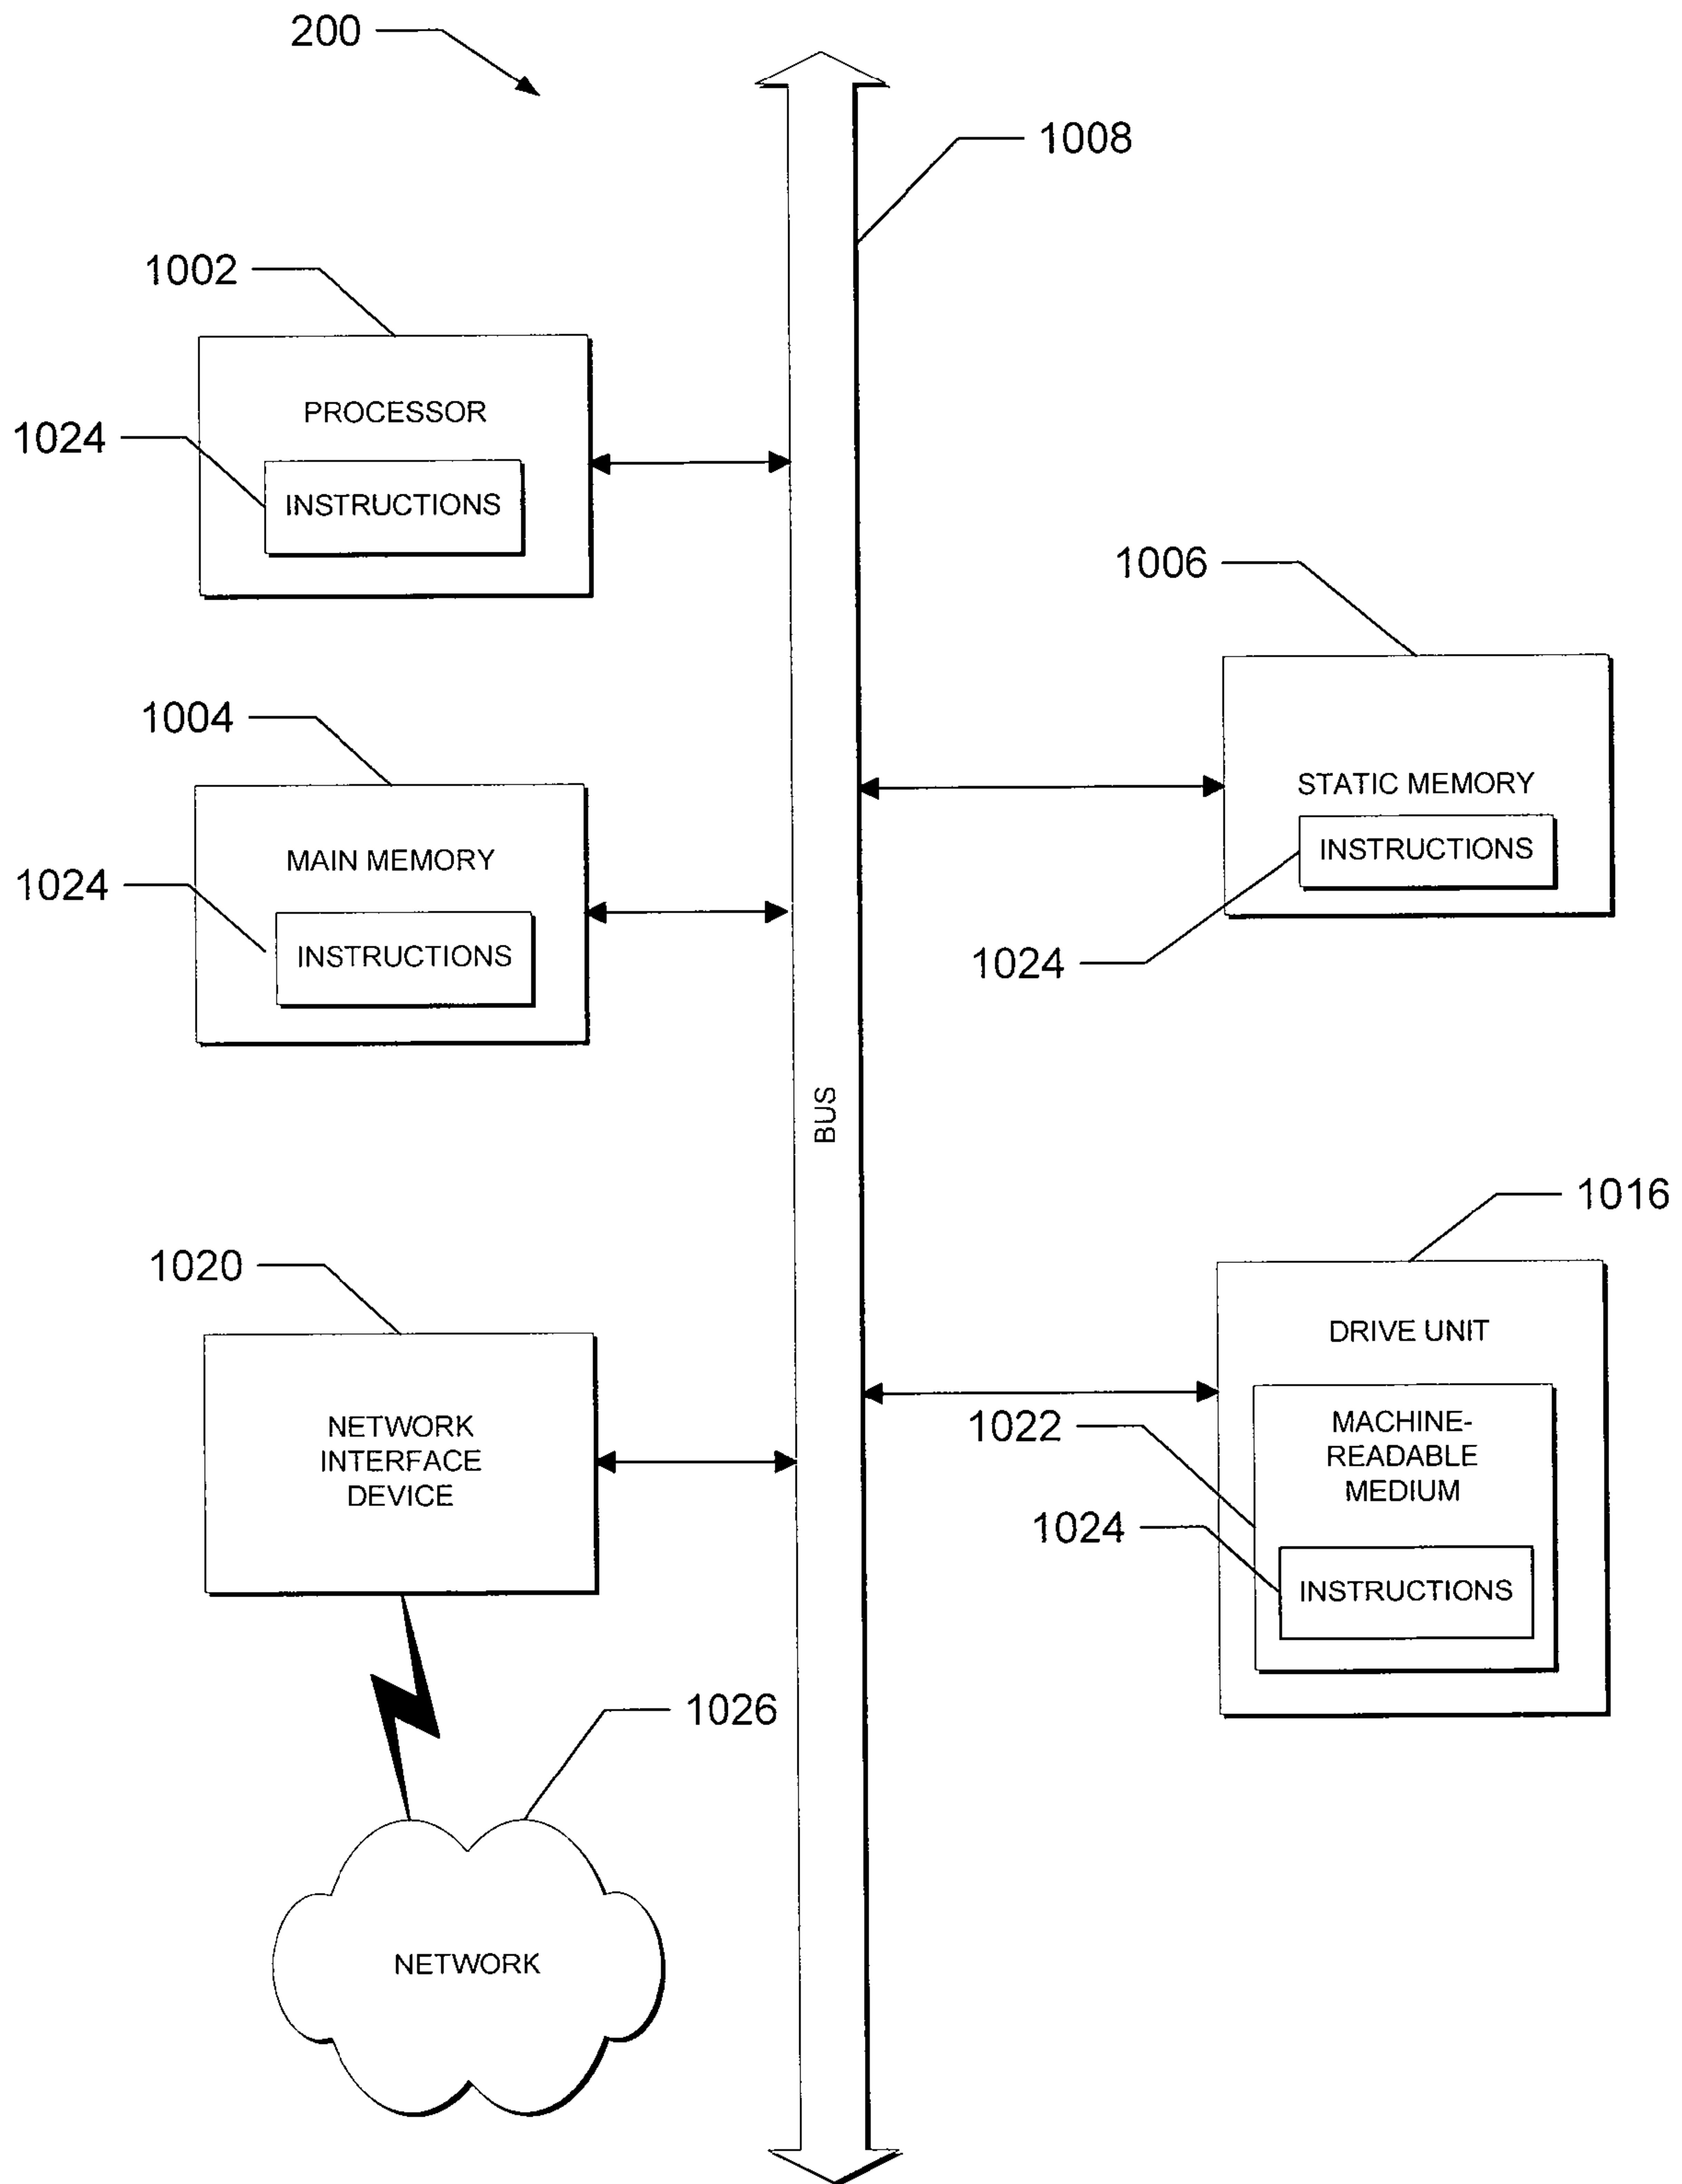 200
1008
1002
PROCESSOR
1024
INSTRUCTIONS
1006
STATIC MEMORY
INSTRUCTIONS
1024
1004
MAIN MEMORY
1024
INSTRUCTIONS
BUS
1016
DRIVE UNIT
1022
MACHINE-
READABLE
MEDIUM
1024
INSTRUCTIONS
1020
NETWORK
INTERFACE
DEVICE
1026
NETWORK